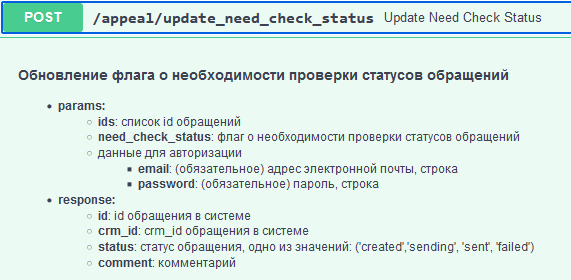 POST /appeal/update_need_check_status Update Need Check Status
Обновление флага о необходимости проверки статусов обращений
params:
ids: список id обращений
need_check_status: флаг о необходимости проверки статусов обращений
данные для авторизации
email: (обязательное) адрес электронной почты, строка
password: (обязательное) пароль, строка
response:
id: id обращения в системе
crm_id: crm_id обращения в системе
status: статус обращения, одно из значений: ('created','sending', 'sent', 'failed')
comment: комментарий